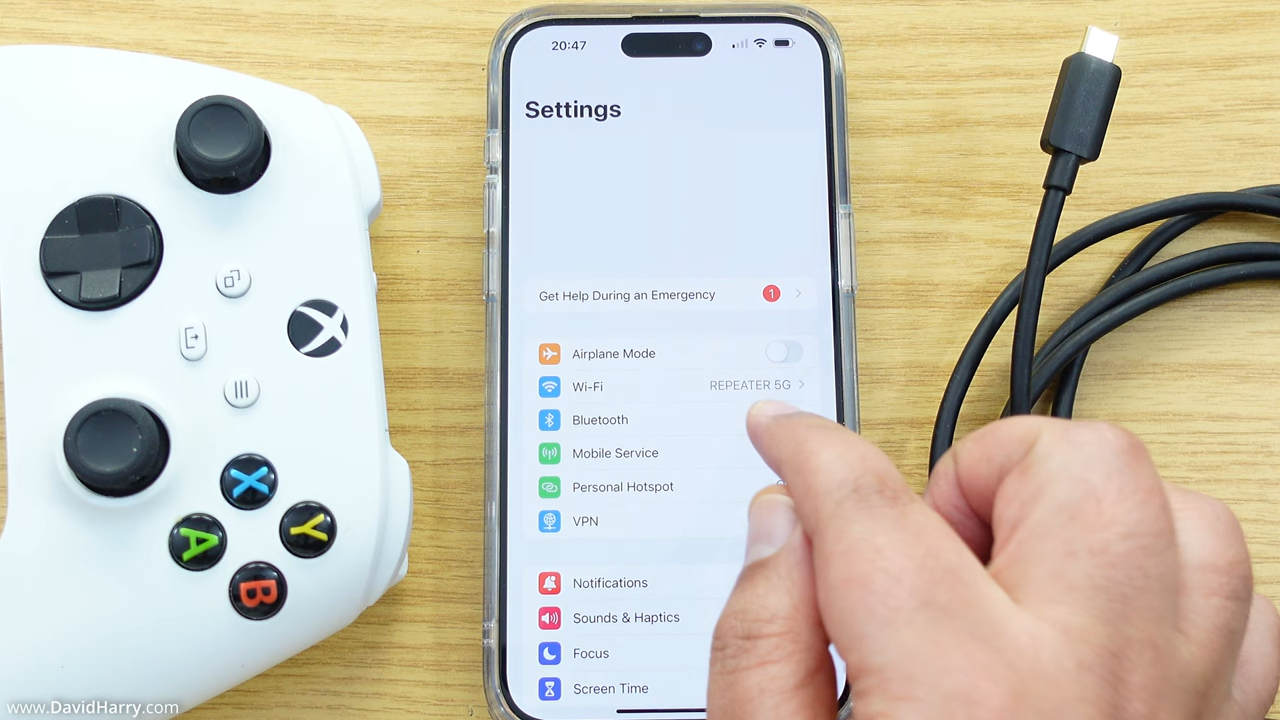 20:47
Settings
Get Help During an Emergency 1
Airplane Mode
Wi-Fi REPEATER 5G
Bluetooth
Mobile Service
Personal Hotspot
VPN
Notifications
Sounds & Haptics
Focus
Screen Time
X
Y
A
B
www.DavidHarry.com